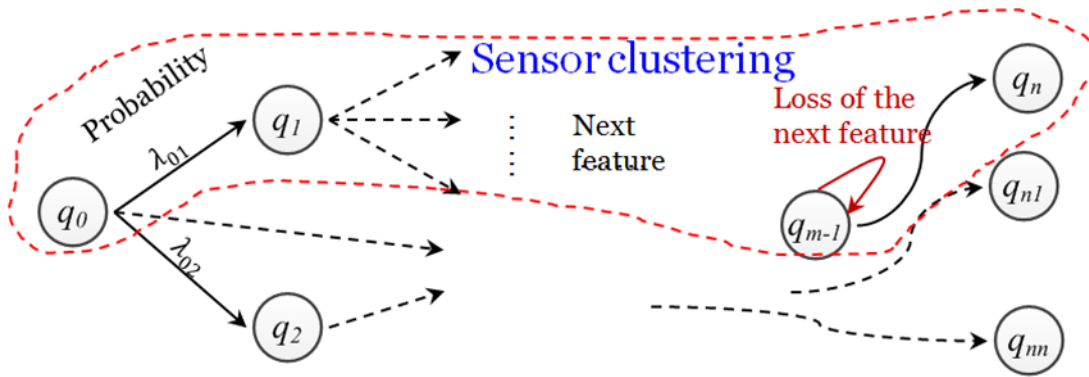 Sensor clustering
Probability
q1
Next
feature
Loss of the
next feature
qn
λ01
q0
qm-1
qn1
λ02
q2
qnn